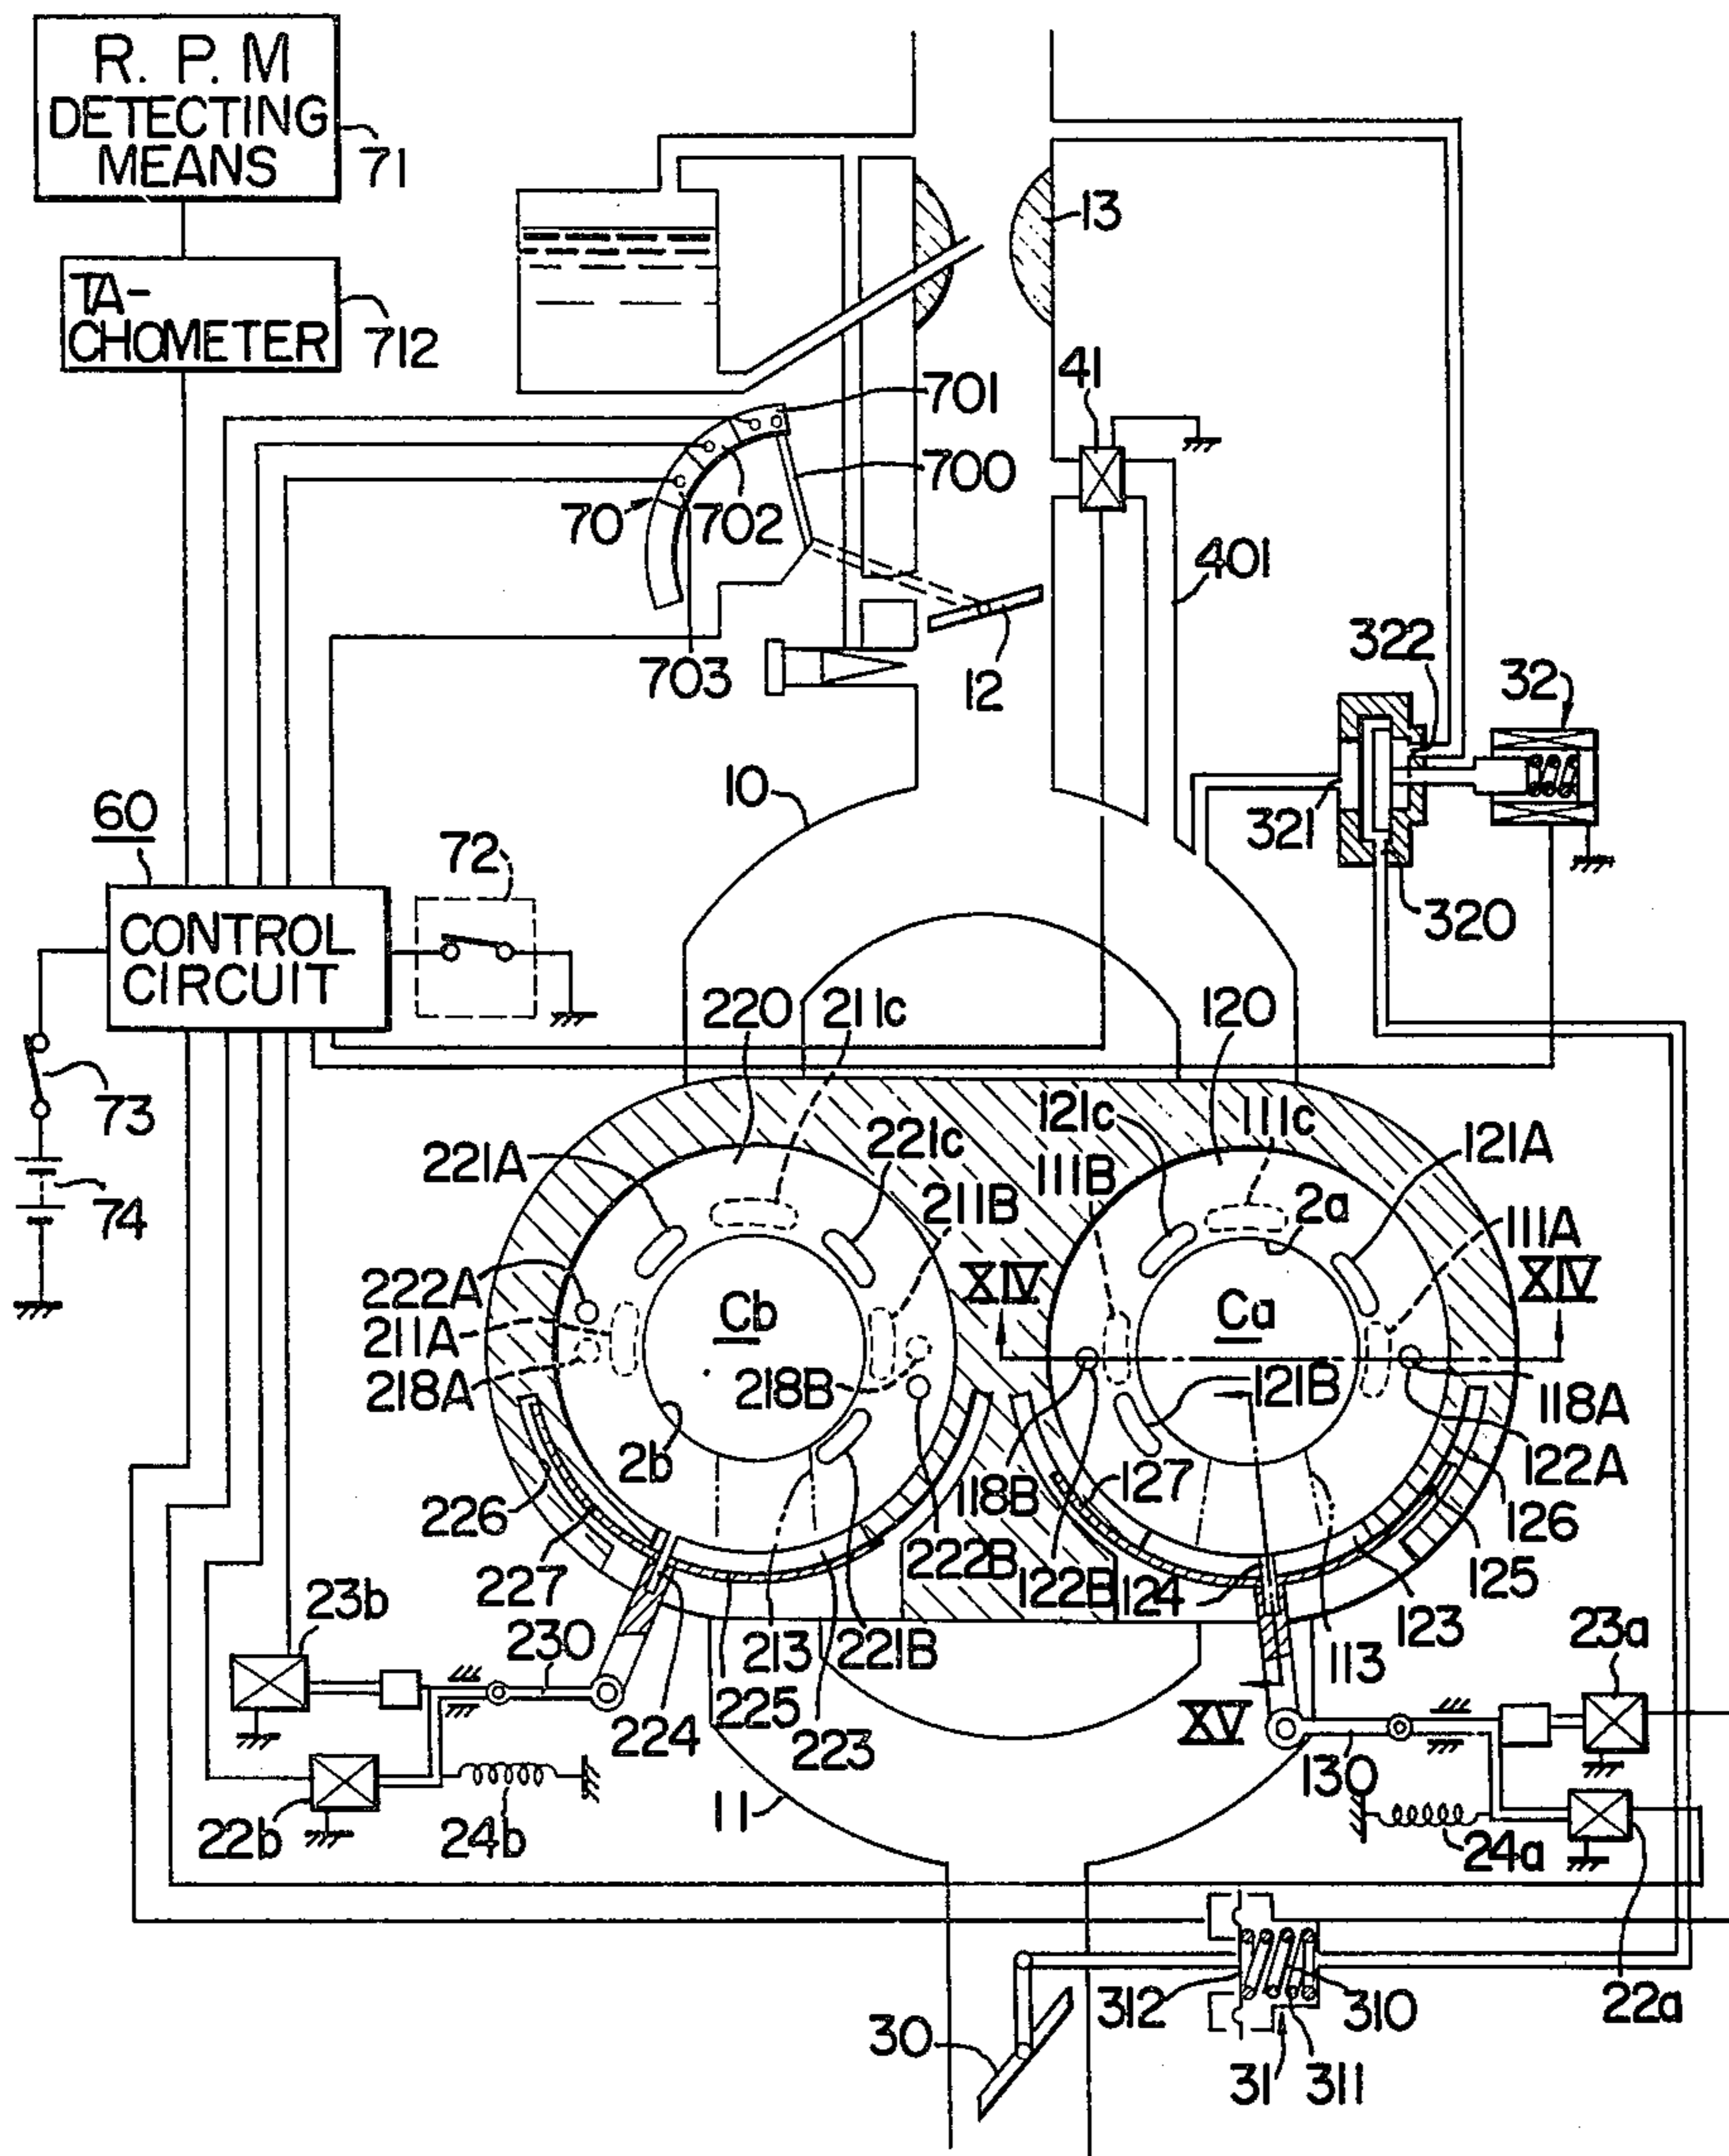 R. P. M
DETECTING
MEANS
71
TA-
CHOMETER
712
13
41
701
700
70
702
401
703
12
322
32
10
321
60
72
320
CONTROL
CIRCUIT
220
211c
120
73
121c
111c
121A
221A
221c
111B
74
211B
2a
111A
222A
XIV
XIV
211A
Cb
Ca
218A
218B
121B
118A
2b
127
122A
226
118B
126
222B
227
122B
124
125
23b
230
123
23a
213
221B
113
225
XV
224
223
130
11
22b
24b
24a
312
310
22a
30
31
311